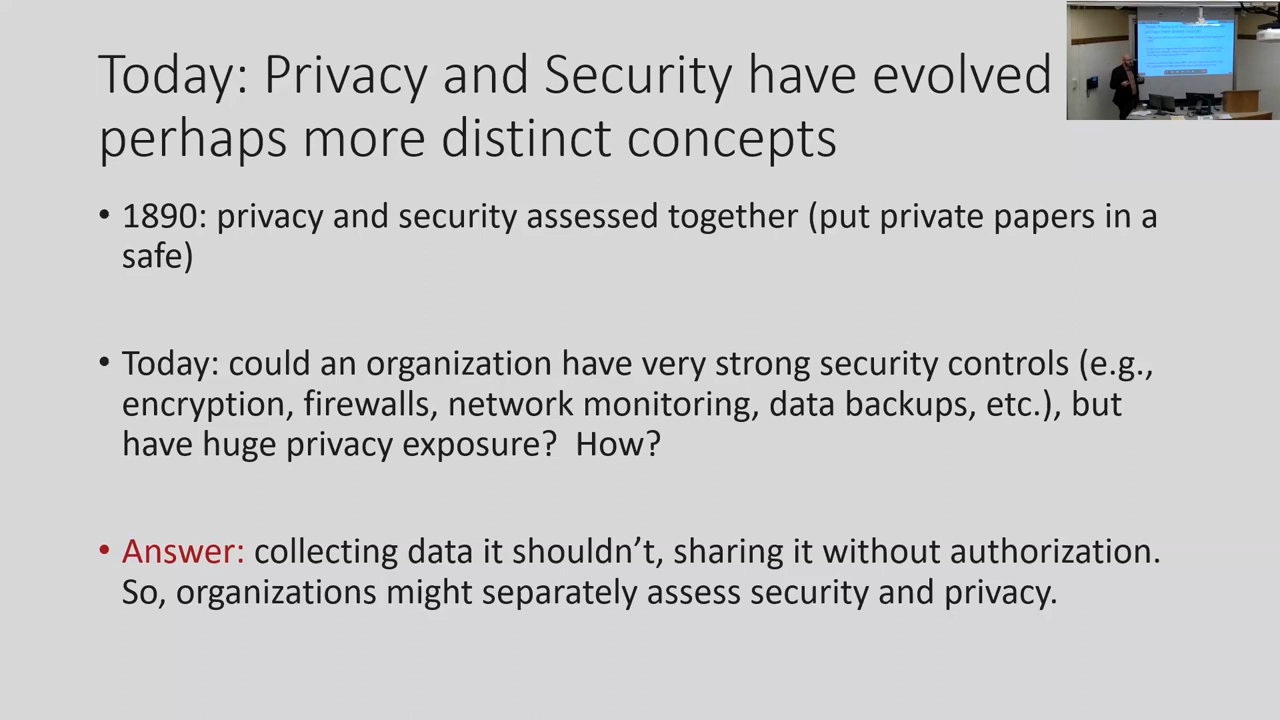 Today: Privacy and Security have evolved
perhaps more distinct concepts
• 1890: privacy and security assessed together (put private papers in a
safe)
• Today: could an organization have very strong security controls (e.g.,
encryption, firewalls, network monitoring, data backups, etc.), but
have huge privacy exposure?  How?
• Answer: collecting data it shouldn’t, sharing it without authorization.
So, organizations might separately assess security and privacy.